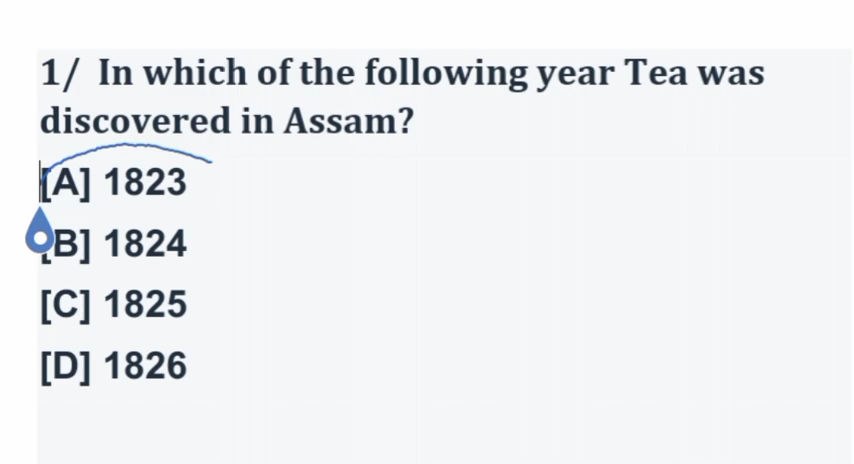 1/ In which of the following year Tea was
discovered in Assam?
[A] 1823
[B] 1824
[C] 1825
[D] 1826